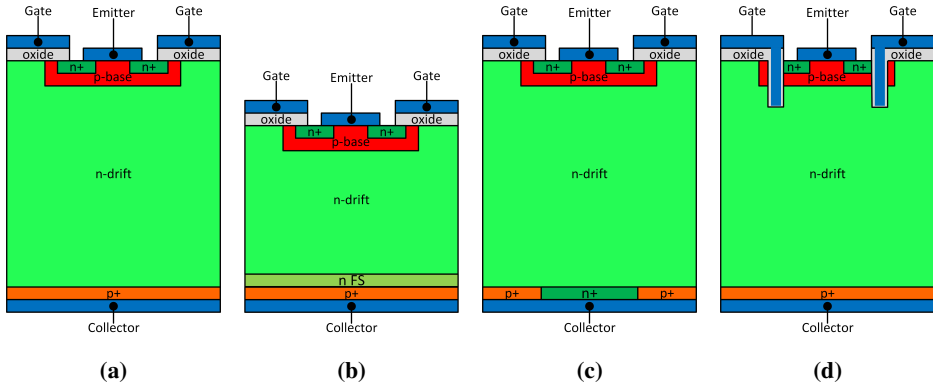 Gate Emitter Gate
oxide oxide
n+ n+
p-base
n-drift
p+
Collector
(a)
Gate Emitter Gate
oxide oxide
n+ n+
p-base
n-drift
n FS
p+
Collector
(b)
Gate Emitter Gate
oxide oxide
n+ n+
p-base
n-drift
p+ n+ p+
Collector
(c)
Gate Emitter Gate
oxide oxide
n+ n+
p-base
n-drift
p+
Collector
(d)